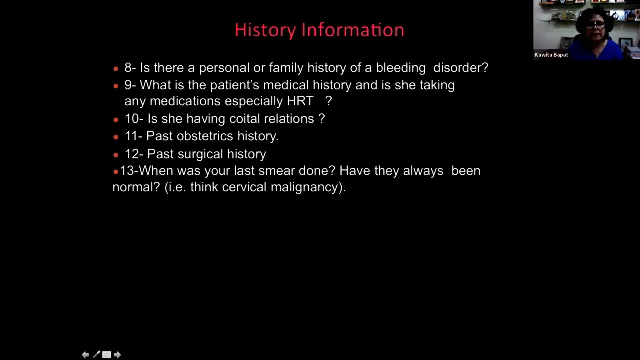 History Information
8- Is there a personal or family history of a bleeding disorder?
9- What is the patient's medical history and is she taking
any medications especially HRT ?
10- Is she having coital relations ?
11- Past obstetrics history.
12- Past surgical history
13-When was your last smear done? Have they always been
normal? (i.e. think cervical malignancy).
Kawita Bapat